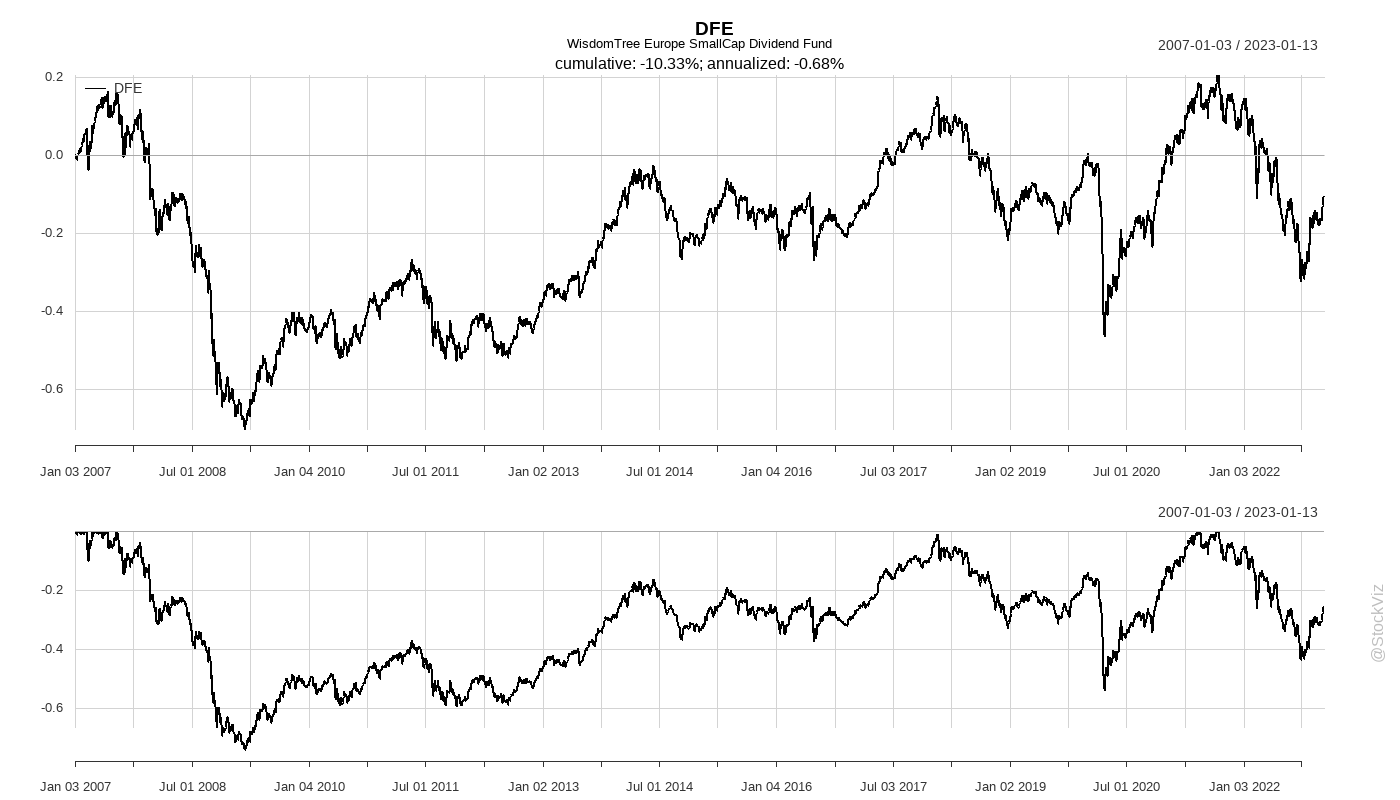 DFE
WisdomTree Europe SmallCap Dividend Fund
2007-01-03 / 2023-01-13
cumulative: -10.33%; annualized: -0.68%
DFE
0.2
0.0
-0.2
-0.4
-0.6
Jan 03 2007 Jul 01 2008 Jan 04 2010 Jul 01 2011 Jan 02 2013 Jul 01 2014 Jan 04 2016 Jul 03 2017 Jan 02 2019 Jul 01 2020 Jan 03 2022
2007-01-03 / 2023-01-13
-0.2
-0.4
-0.6
Jan 03 2007 Jul 01 2008 Jan 04 2010 Jul 01 2011 Jan 02 2013 Jul 01 2014 Jan 04 2016 Jul 03 2017 Jan 02 2019 Jul 01 2020 Jan 03 2022
@StockViz